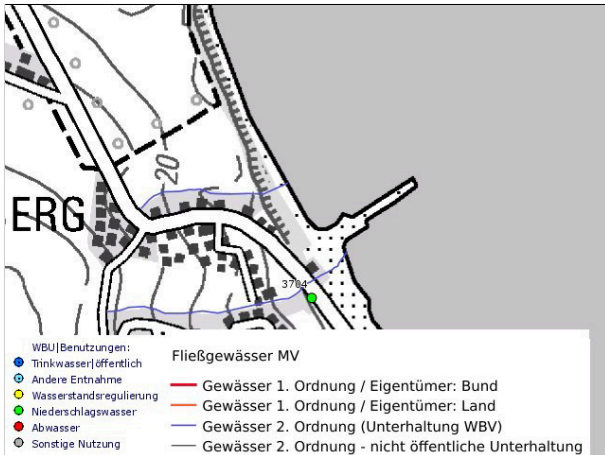 20
ERG
3704
WBU|Benutzungen:
Trinkwasser|öffentlich
Andere Entnahme
Wasserstandsregulierung
Niederschlagswasser
Abwasser
Sonstige Nutzung
Fließgewässer MV
Gewässer 1. Ordnung / Eigentümer: Bund
Gewässer 1. Ordnung / Eigentümer: Land
Gewässer 2. Ordnung (Unterhaltung WBV)
Gewässer 2. Ordnung - nicht öffentliche Unterhaltung